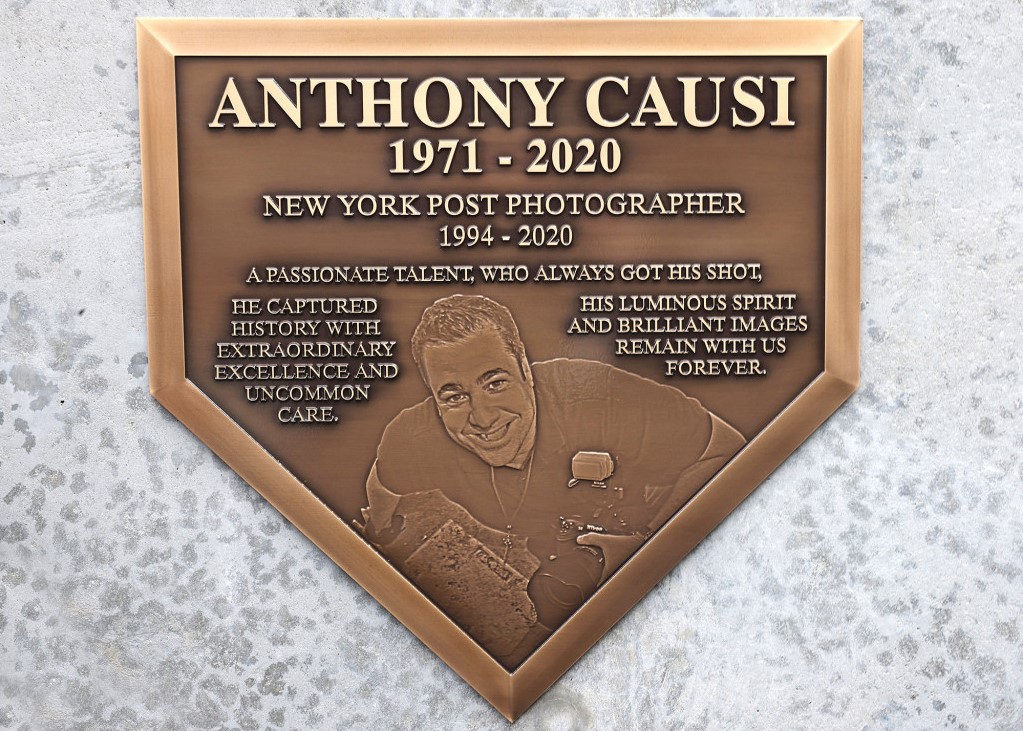 ANTHONY CAUSI
1971 - 2020
NEW YORK POST PHOTOGRAPHER
1994 - 2020
A PASSIONATE TALENT, WHO ALWAYS GOT HIS SHOT,
HE CAPTURED
HISTORY WITH
EXTRAORDINARY
EXCELLENCE AND
UNCOMMON
CARE.
HIS LUMINOUS SPIRIT
AND BRILLIANT IMAGES
REMAIN WITH US
FOREVER.